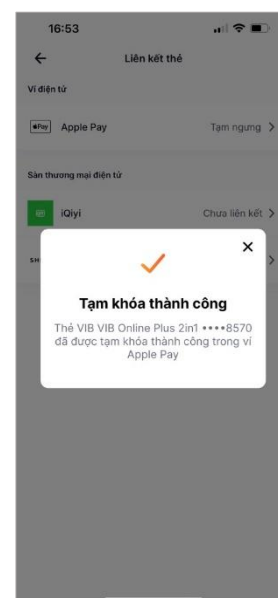 16:53
Liên kết thẻ
Ví điện tử
Pay Apple Pay Tạm ngưng
Sàn thương mại điện tử
iQiyi Chưa liên kết
SH
Tạm khóa thành công
Thẻ VIB VIB Online Plus 2in1 ••••8570
đã được tạm khóa thành công trong ví
Apple Pay